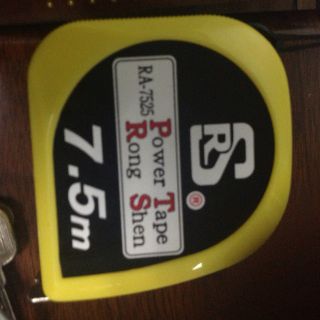 RS®
Power Tape
Rong Shen
RA-7525
7.5m